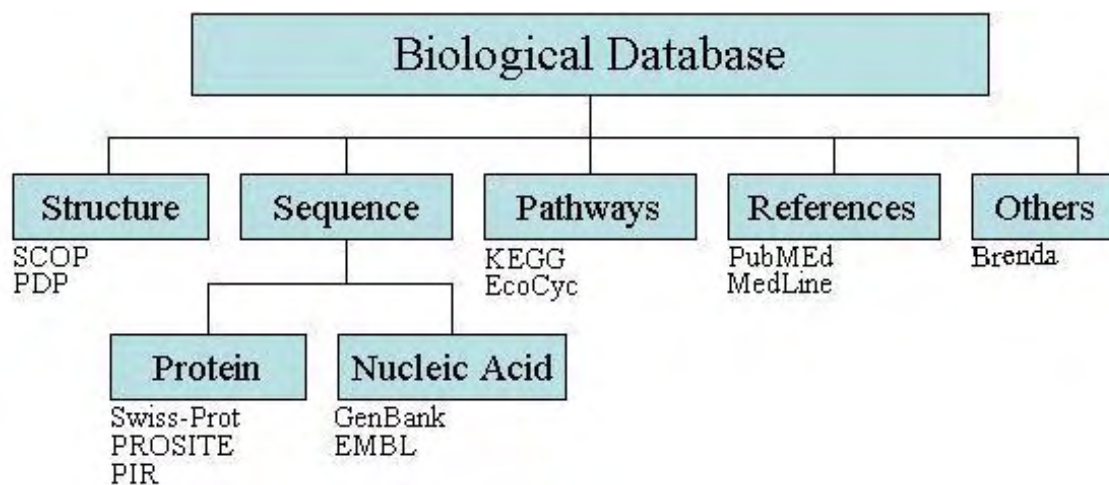 Biological Database
Structure
SCOP
PDP
Sequence
Pathways
KEGG
EcoCyc
References
PubMEd
MedLine
Others
Brenda
Protein
Swiss-Prot
PROSITE
PIR
Nucleic Acid
GenBank
EMBL